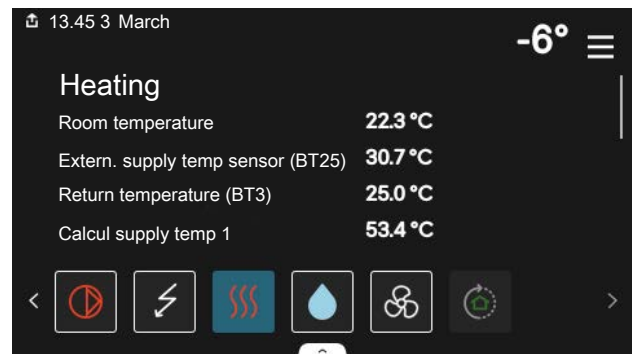 13.45 3 March
-6°
Heating
Room temperature 22.3 °C
Extern. supply temp sensor (BT25) 30.7 °C
Return temperature (BT3) 25.0 °C
Calcul supply temp 1 53.4 °C